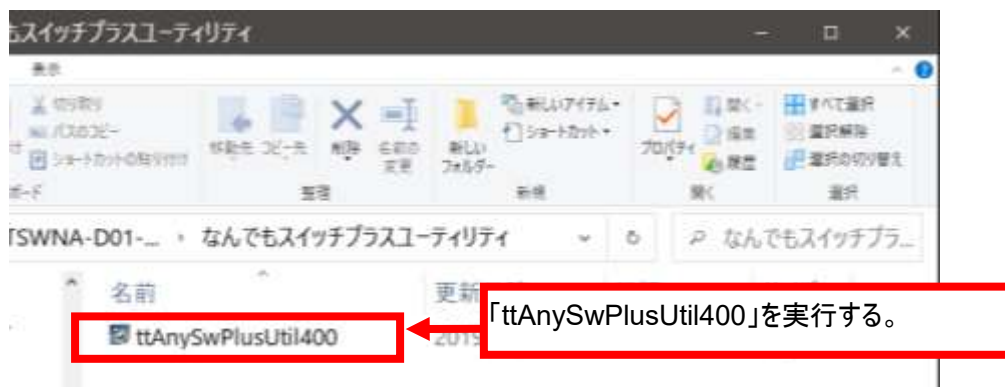 もスイッチプラスユーティリティ
表示
切り取り
パスのコピー
ショートカットの貼り付け
移動先 コピー先 削除 名前の変更
新しいフォルダー
新しいアイテム
ショートカット
プロパティ
開く
編集
履歴
すべて選択
選択解除
選択の切り替え
ボード
整理
新規
開く
選択
TSWNA-D01-... › なんでもスイッチプラスユーティリティ
なんでもスイッチプラ...
名前
更新
ttAnySwPlusUtil400
2019
「ttAnySwPlusUtil400」を実行する。